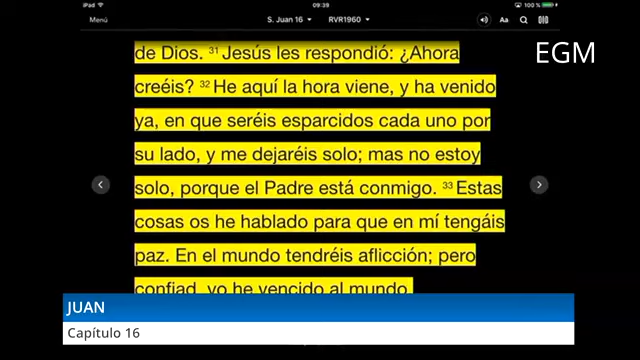 iPad
09:39
100 %
Menú
S. Juan 16
RVR1960
Aa
de Dios. 31 Jesús les respondió: ¿Ahora
EGM
creéis? 32 He aquí la hora viene, y ha venido
ya, en que seréis esparcidos cada uno por
su lado, y me dejaréis solo; mas no estoy
solo, porque el Padre está conmigo. 33 Estas
cosas os he hablado para que en mí tengáis
paz. En el mundo tendréis aflicción; pero
confiad, yo he vencido al mundo.
JUAN
Capítulo 16